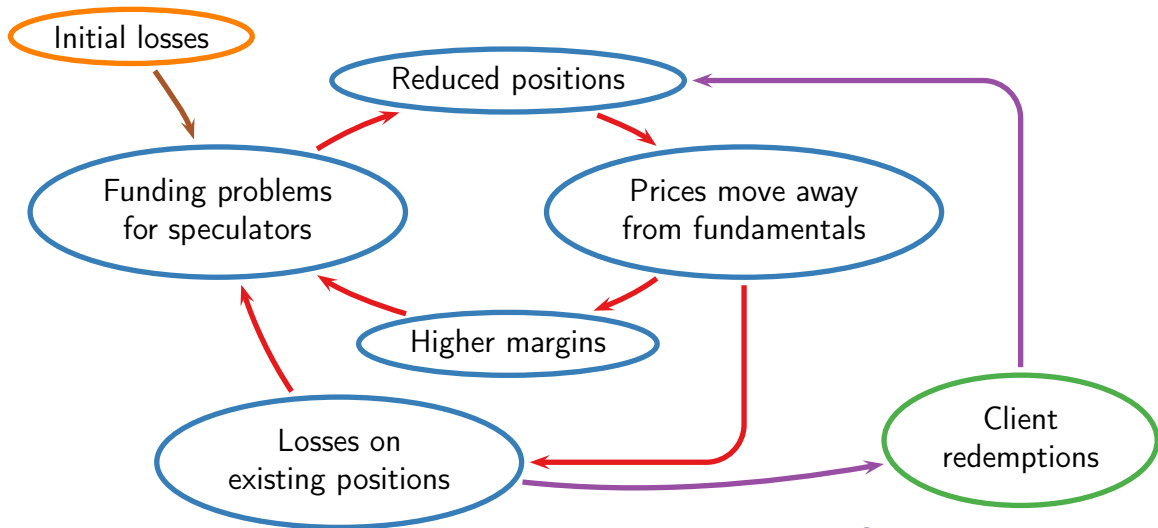 Initial losses
Reduced positions
Funding problems
for speculators
Prices move away
from fundamentals
Higher margins
Losses on
existing positions
Client
redemptions